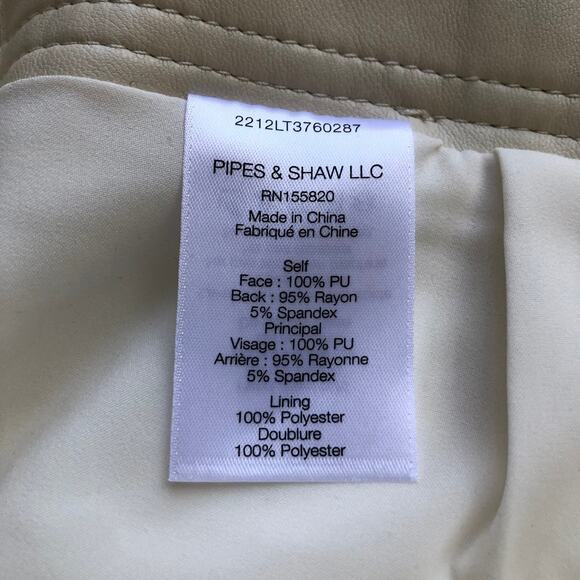 2212LT3760287
PIPES & SHAW LLC
RN155820
Made in China
Fabriqué en Chine
Self
Face : 100% PU
Back : 95% Rayon
5% Spandex
Principal
Visage : 100% PU
Arrière : 95% Rayonne
5% Spandex
Lining
100% Polyester
Doublure
100% Polyester